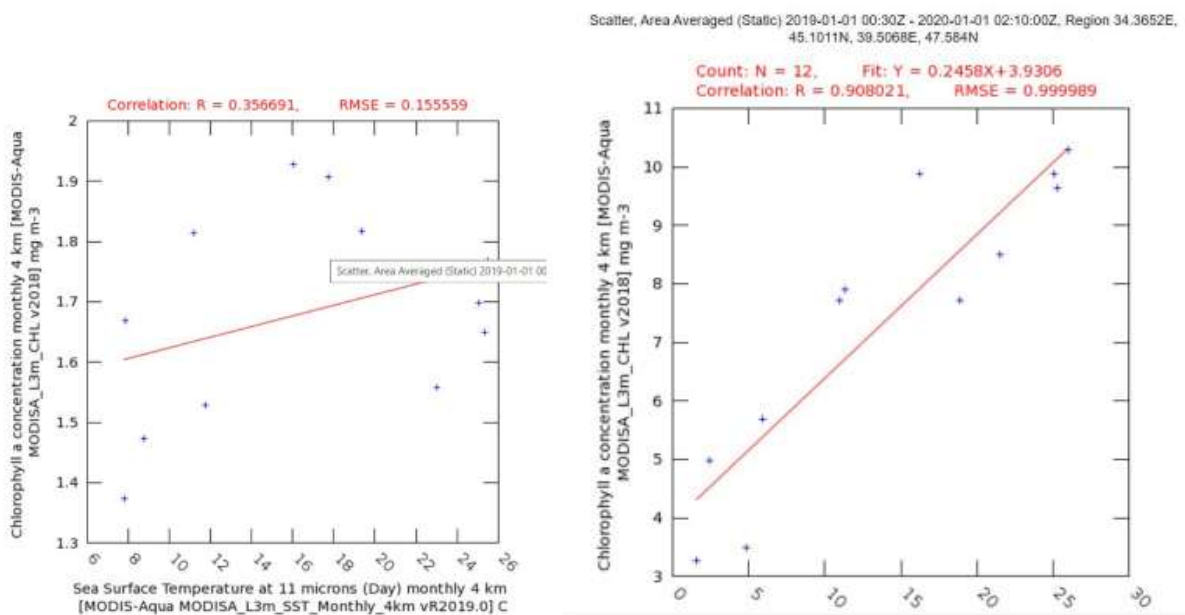 Correlation: R = 0.356691, RMSE = 0.155559
2
1.9
1.8
1.7
1.6
1.5
1.4
1.3
6 8 10 12 14 16 18 20 22 24 26
Chlorophyll a concentration monthly 4 km [MODIS-Aqua
MODISA_L3m_CHL v2018] mg m-3
Scatter, Area Averaged (Static) 2019-01-01 00
Sea Surface Temperature at 11 microns (Day) monthly 4 km
[MODIS-Aqua MODISA_L3m_SST_Monthly_4km vR2019.0] C
Scatter, Area Averaged (Static) 2019-01-01 00:30Z - 2020-01-01 02:10:00Z, Region 34.3652E,
45.1011N, 39.5068E, 47.584N
Count: N = 12, Fit: Y = 0.2458X+3.9306
Correlation: R = 0.908021, RMSE = 0.999989
11
10
9
8
7
6
5
4
3
0 5 10 15 20 25 30
Chlorophyll a concentration monthly 4 km [MODIS-Aqua
MODISA_L3m_CHL v2018] mg m-3